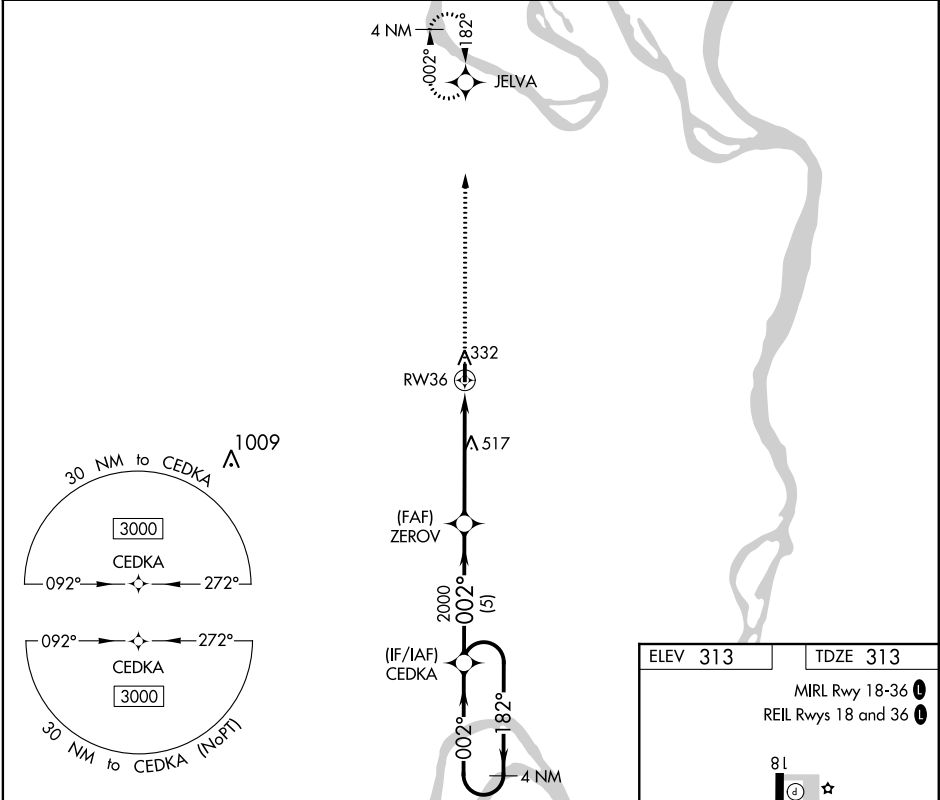 4 NM
182°
002°
JELVA
332
RW36
517
1009
30 NM to CEDKA
3000
CEDKA
092°
272°
092°
272°
CEDKA
3000
30 NM to CEDKA (NoPT)
(FAF)
ZEROV
2000
002°
(5)
(IF/IAF)
CEDKA
002°
182°
4 NM
ELEV 313
TDZE 313
MIRL Rwy 18-36 L
REIL Rwys 18 and 36 L
18
P